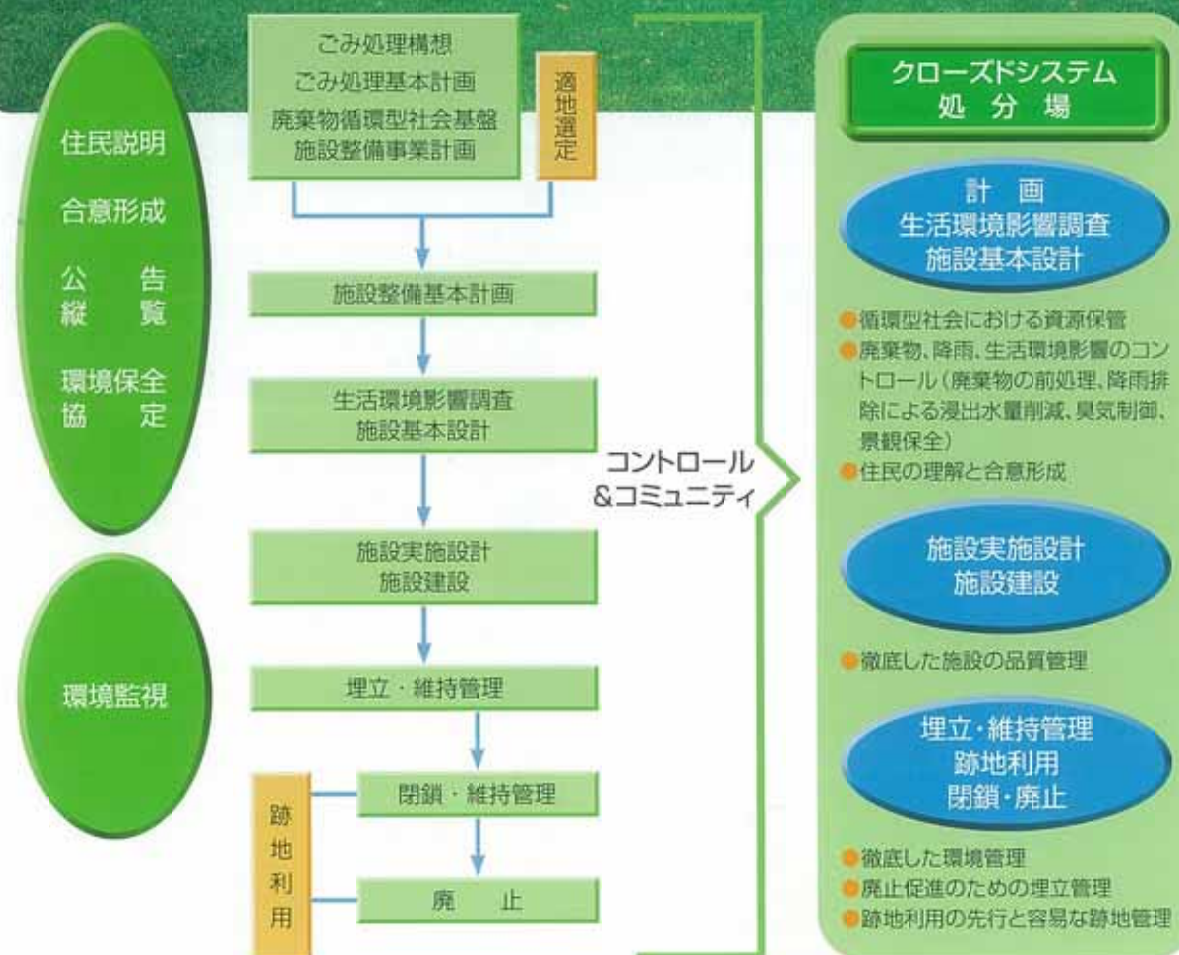 住民説明
合意形成
公　告
縦　覧
環境保全
協　定
環境監視
ごみ処理構想
ごみ処理基本計画
廃棄物循環型社会基盤
施設整備事業計画
適地選定
施設整備基本計画
生活環境影響調査
施設基本設計
施設実施設計
施設建設
埋立・維持管理
閉鎖・維持管理
廃　止
跡地利用
コントロール
&コミュニティ
クローズドシステム
処 分 場
計　画
生活環境影響調査
施設基本設計
●循環型社会における資源保管
●廃棄物、降雨、生活環境影響のコン
トロール(廃棄物の前処理、降雨排
除による浸出水量削減、臭気制御、
景観保全)
●住民の理解と合意形成
施設実施設計
施設建設
●徹底した施設の品質管理
埋立・維持管理
跡地利用
閉鎖・廃止
●徹底した環境管理
●廃止促進のための埋立管理
●跡地利用の先行と容易な跡地管理